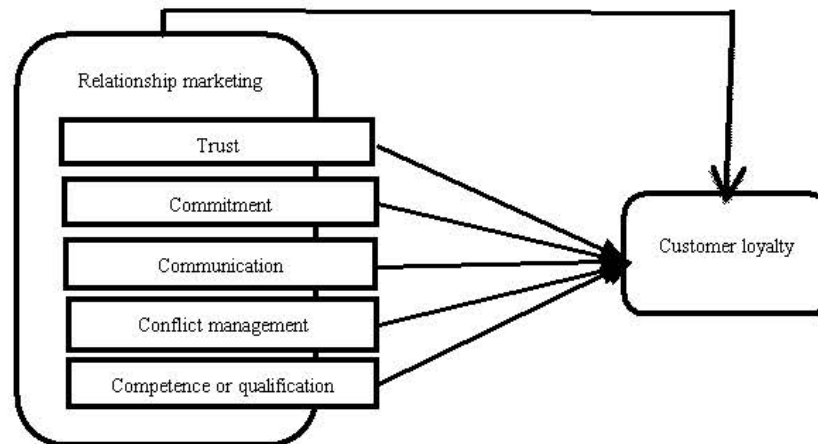 Relationship marketing
Trust
Commitment
Communication
Conflict management
Competence or qualification
Customer loyalty